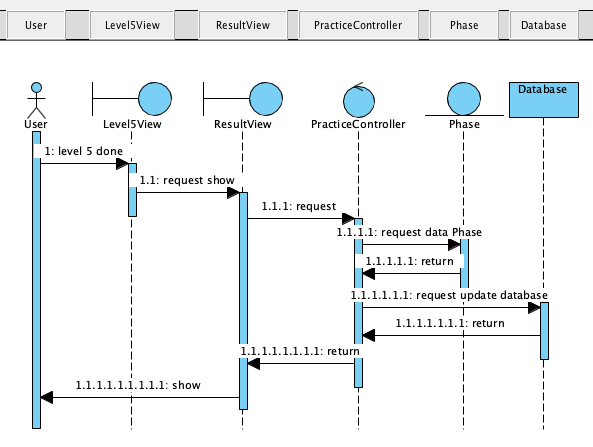 User
Level5View
ResultView
PracticeController
Phase
Database
Database
User
Level5View
ResultView
PracticeController
Phase
1: level 5 done
1.1: request show
1.1.1: request
1.1.1.1: request data Phase
1.1.1.1.1: return
1.1.1.1.1.1: request update database
1.1.1.1.1.1.1: return
1.1.1.1.1.1.1.1: return
1.1.1.1.1.1.1.1.1: show